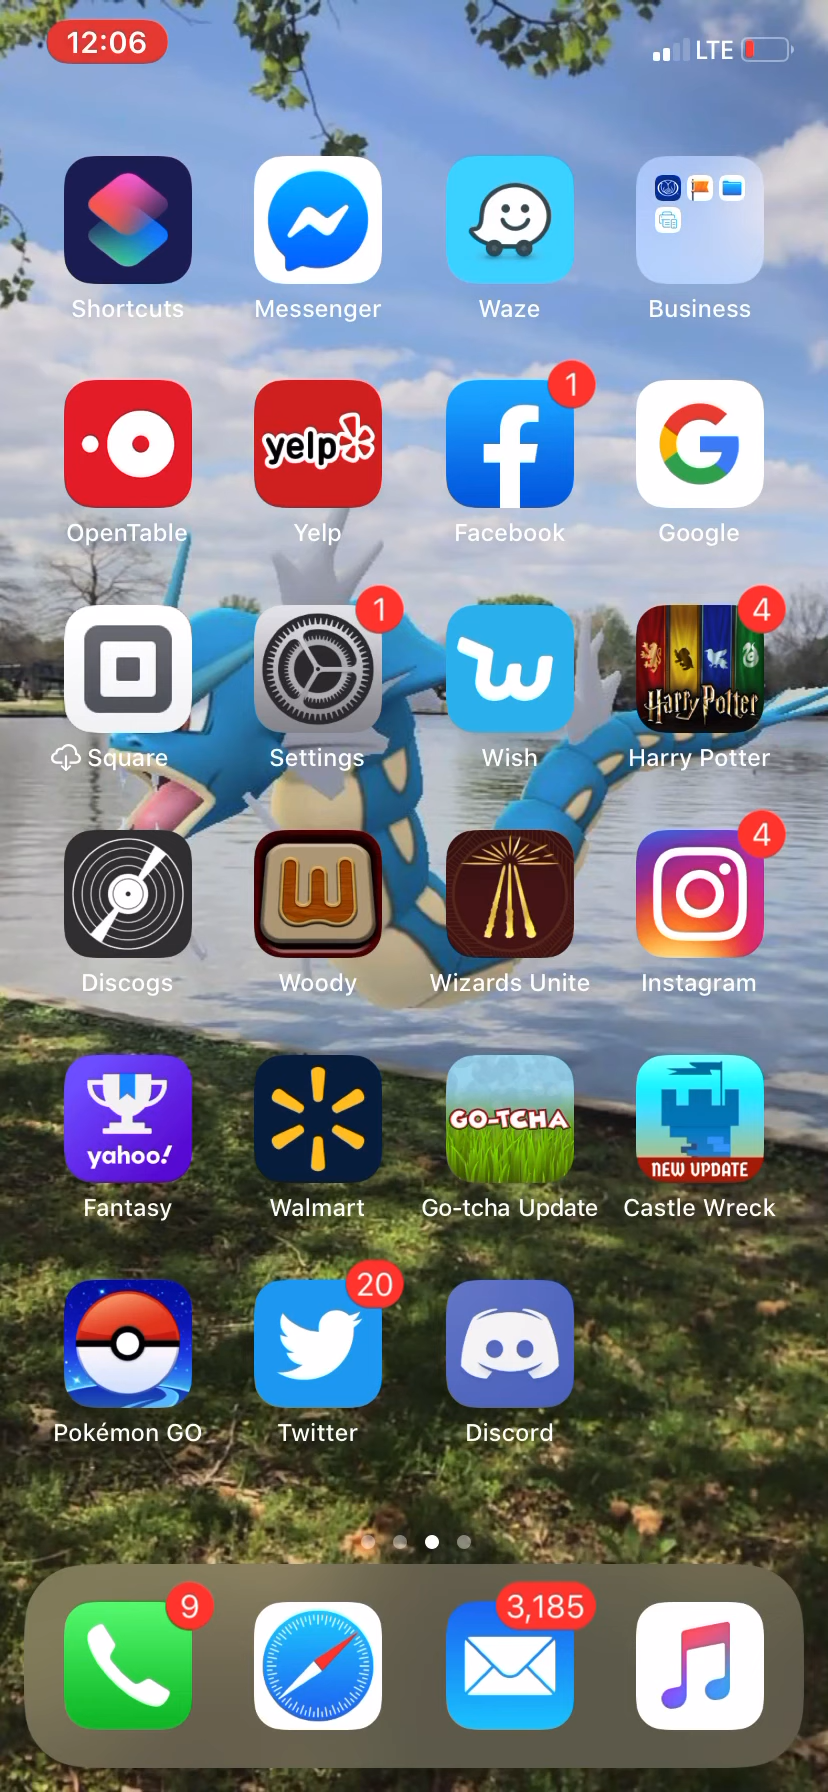 12:06 LTE
Shortcuts Messenger Waze Business
1
yelp
OpenTable Yelp Facebook Google
1 4
Harry Potter
Square Settings Wish Harry Potter
4
Discogs Woody Wizards Unite Instagram
yahoo! GO-TCHA NEW UPDATE
Fantasy Walmart Go-tcha Update Castle Wreck
20
Pokémon GO Twitter Discord
9 3,185